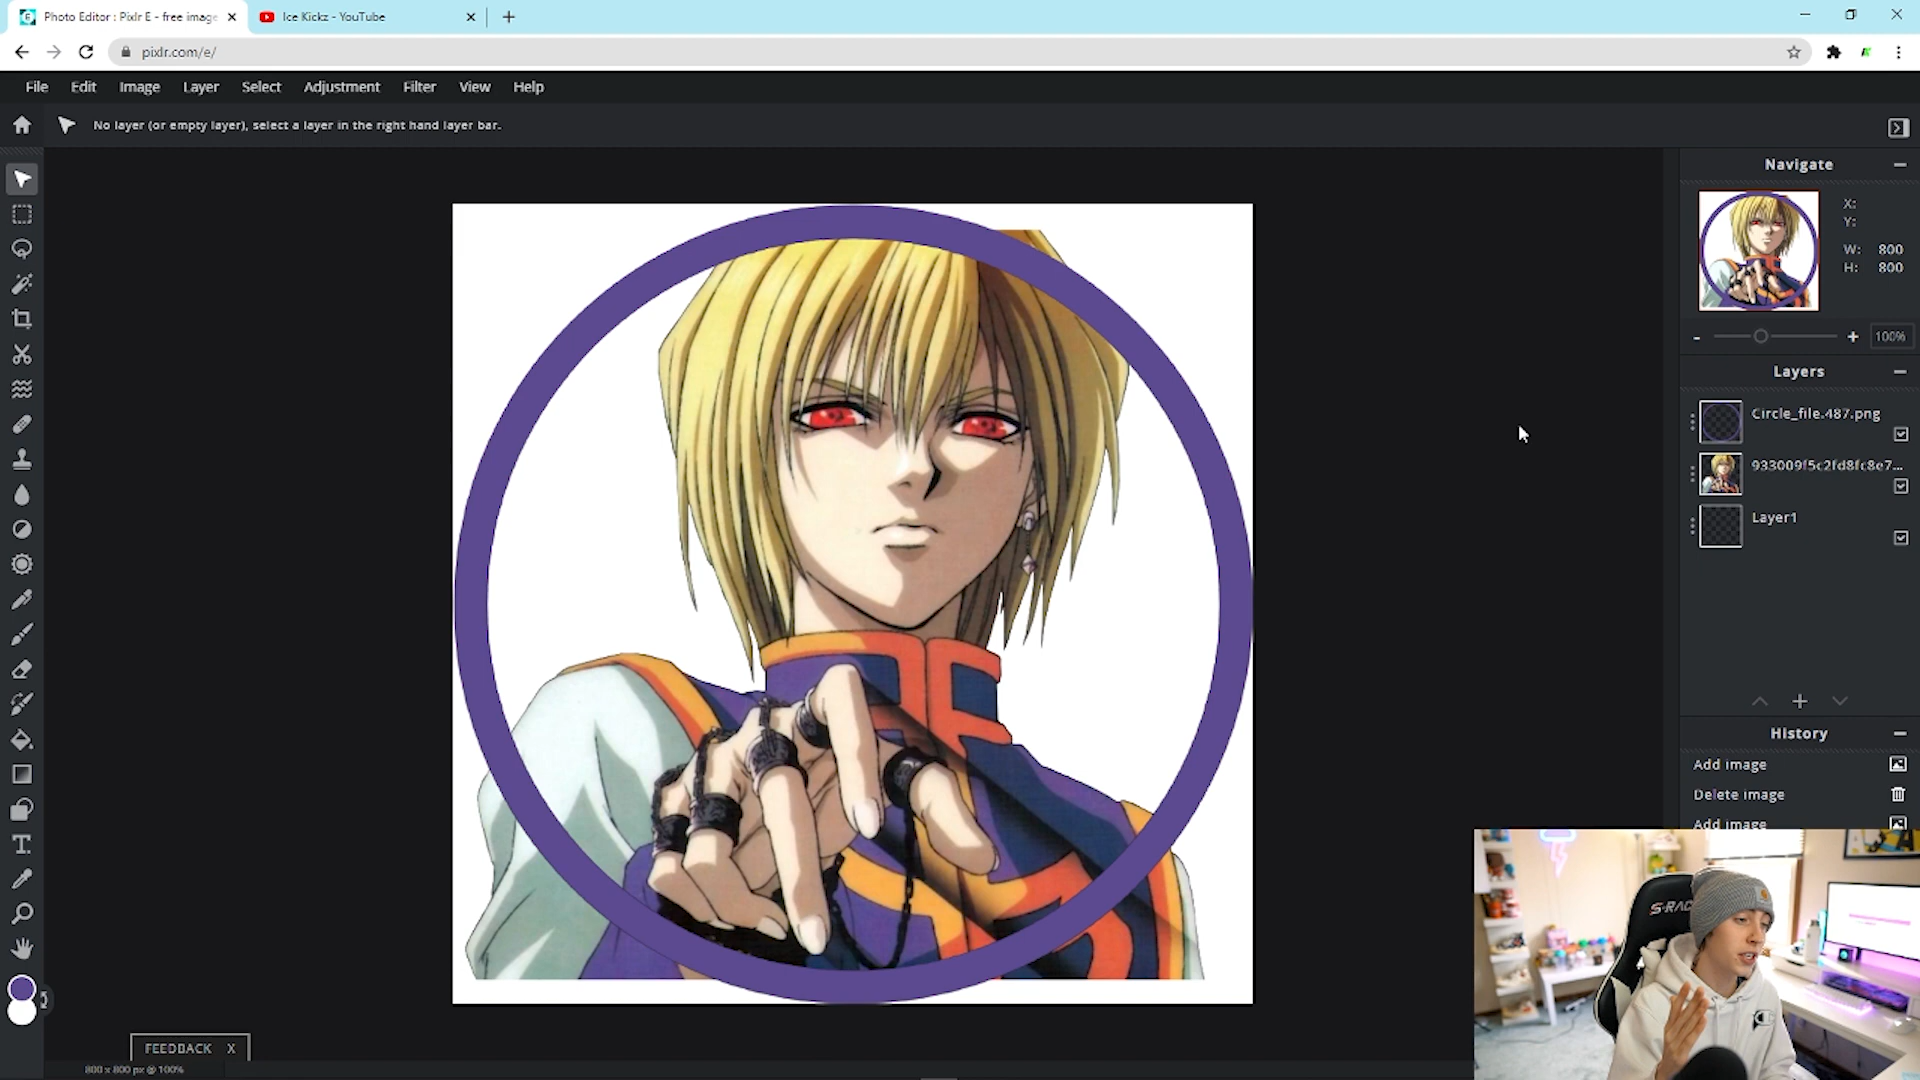 Photo Editor : Pixlr E - free image
Ice Kickz - YouTube
pixlr.com/e/
File Edit Image Layer Select Adjustment Filter View Help
No layer (or empty layer), select a layer in the right hand layer bar.
Navigate
X:
Y:
W: 800
H: 800
- + 100%
Layers
Circle_file.487.png
933009f5c2fd8fc8e7...
Layer1
History
Add image
Delete image
Add image
S-RAC
FEEDBACK X
800 x 800 px @ 100%